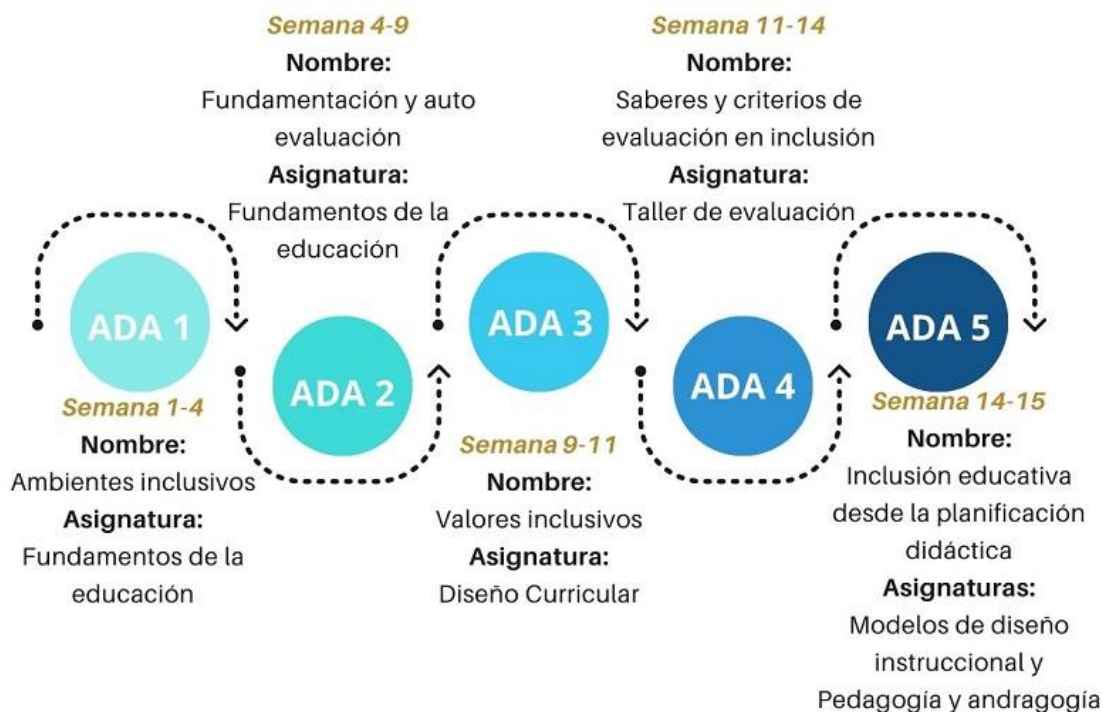 ADA 1
Semana 1-4
Nombre:
Ambientes inclusivos
Asignatura:
Fundamentos de la
educación
Semana 4-9
Nombre:
Fundamentación y auto
evaluación
Asignatura:
Fundamentos de la
educación
ADA 2
ADA 3
Semana 9-11
Nombre:
Valores inclusivos
Asignatura:
Diseño Curricular
Semana 11-14
Nombre:
Saberes y criterios de
evaluación en inclusión
Asignatura:
Taller de evaluación
ADA 4
ADA 5
Semana 14-15
Nombre:
Inclusión educativa
desde la planificación
didáctica
Asignaturas:
Modelos de diseño
instruccional y
Pedagogía y andragogía